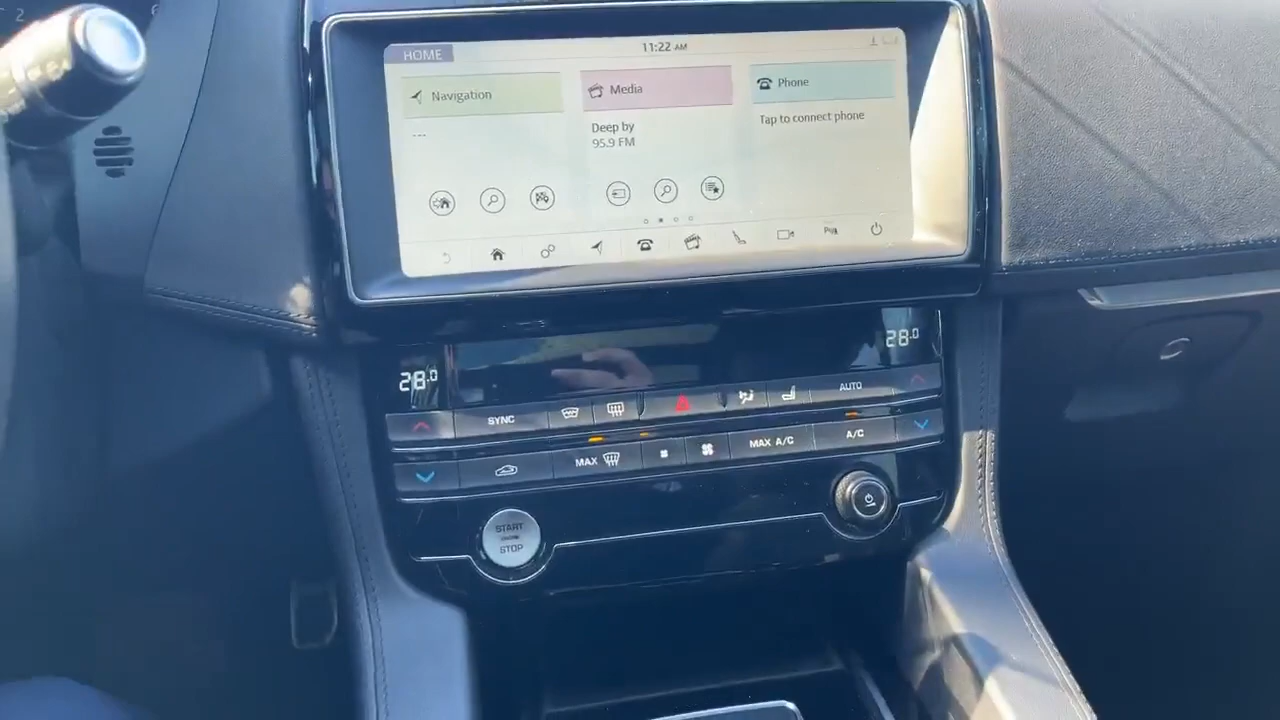 2
HOME
11:22 AM
Navigation
Media
Phone
---
Deep by
95.9 FM
Tap to connect phone
28.0
28.0
SYNC
AUTO
MAX
MAX A/C
A/C
START
STOP